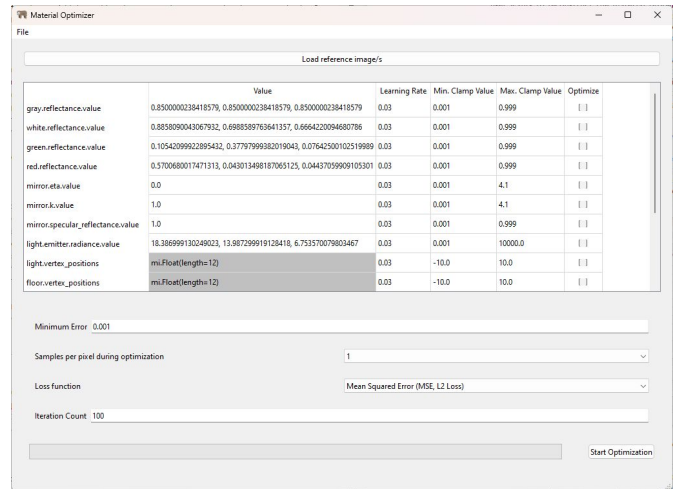 Material Optimizer
File
Load reference image/s
Value Learning Rate Min. Clamp Value Max. Clamp Value Optimize
gray.reflectance.value 0.8500000238418579, 0.8500000238418579, 0.8500000238418579 0.03 0.001 0.999
white.reflectance.value 0.8858090043067932, 0.6988589763641357, 0.6664220094680786 0.03 0.001 0.999
green.reflectance.value 0.10542099922895432, 0.37797999382019043, 0.07642500102519989 0.03 0.001 0.999
red.reflectance.value 0.5700680017471313, 0.043013498187065125, 0.04437059909105301 0.03 0.001 0.999
mirror.eta.value 0.0 0.03 0.001 4.1
mirror.k.value 1.0 0.03 0.001 4.1
mirror.specular_reflectance.value 1.0 0.03 0.001 0.999
light.emitter.radiance.value 18.386999130249023, 13.987299919128418, 6.753570079803467 0.03 0.001 10000.0
light.vertex_positions mi.Float(length=12) 0.03 -10.0 10.0
floor.vertex_positions mi.Float(length=12) 0.03 -10.0 10.0
Minimum Error 0.001
Samples per pixel during optimization 1
Loss function Mean Squared Error (MSE, L2 Loss)
Iteration Count 100
Start Optimization